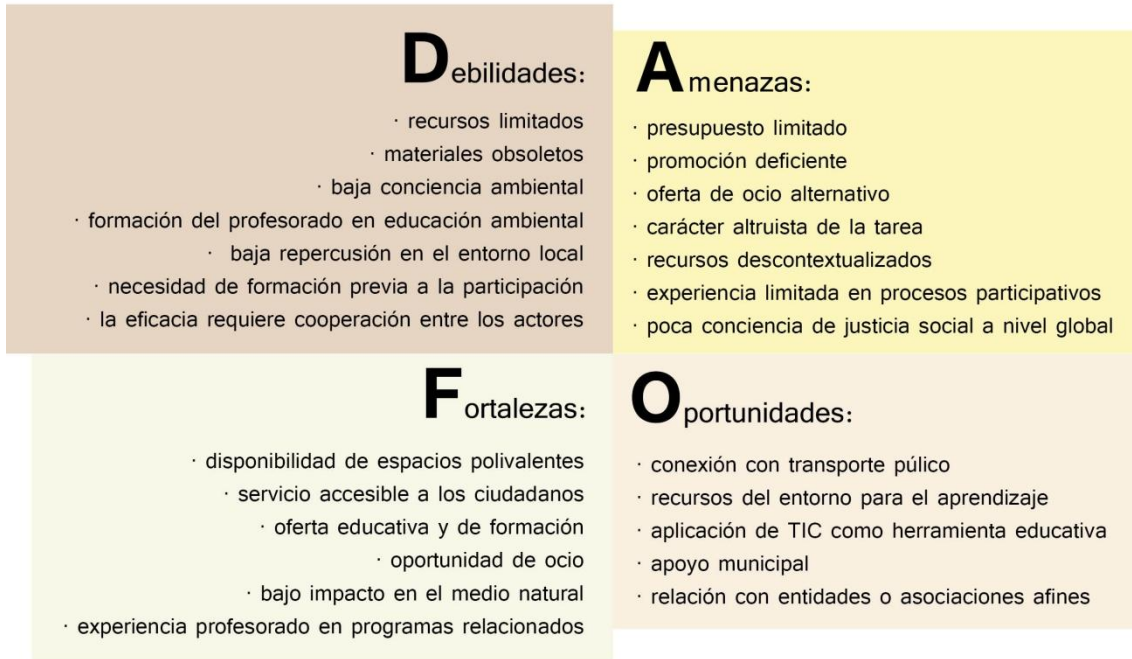 Debilidades:
· recursos limitados
· materiales obsoletos
· baja conciencia ambiental
· formación del profesorado en educación ambiental
· baja repercusión en el entorno local
· necesidad de formación previa a la participación
· la eficacia requiere cooperación entre los actores
Amenazas:
· presupuesto limitado
· promoción deficiente
· oferta de ocio alternativo
· carácter altruista de la tarea
· recursos descontextualizados
· experiencia limitada en procesos participativos
· poca conciencia de justicia social a nivel global
Fortalezas:
· disponibilidad de espacios polivalentes
· servicio accesible a los ciudadanos
· oferta educativa y de formación
· oportunidad de ocio
· bajo impacto en el medio natural
· experiencia profesorado en programas relacionados
Oportunidades:
· conexión con transporte púlico
· recursos del entorno para el aprendizaje
· aplicación de TIC como herramienta educativa
· apoyo municipal
· relación con entidades o asociaciones afines